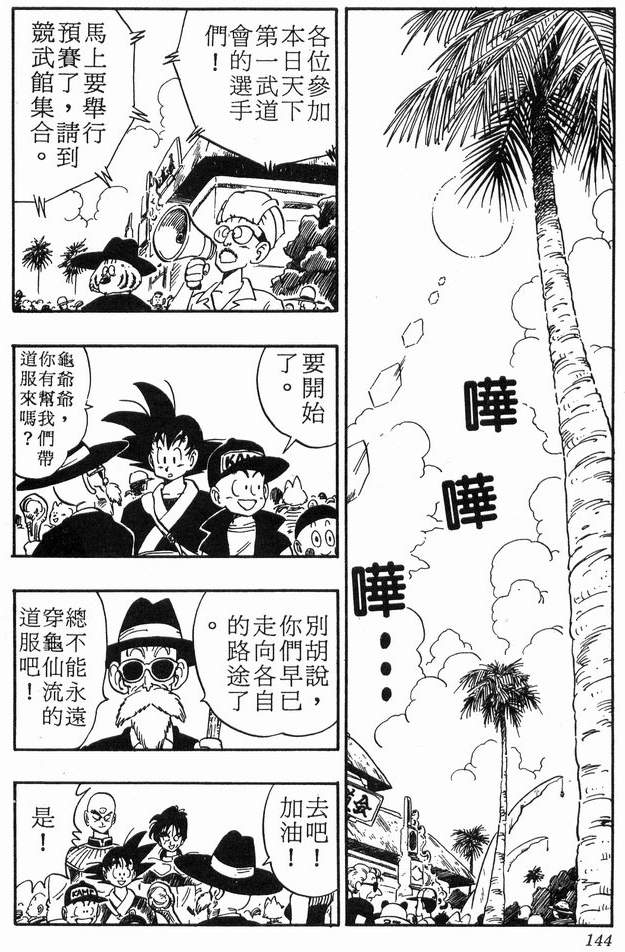 嘩
嘩
嘩…
各位參加
本日天下
第一武道
會的選手
們！
馬上要舉行
預賽了，請到
競武館集合。
要開始
了。
龜爺爺，
你有幫我們帶
道服來嗎？
KAME
別胡說，
你們早已
走向各自
的路途了
。
總不能永遠
穿龜仙流的
道服吧！
去吧！
加油！
是！
KAME
144